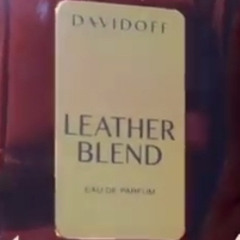 DAVIDOFF
LEATHER
BLEND
EAU DE PARFUM